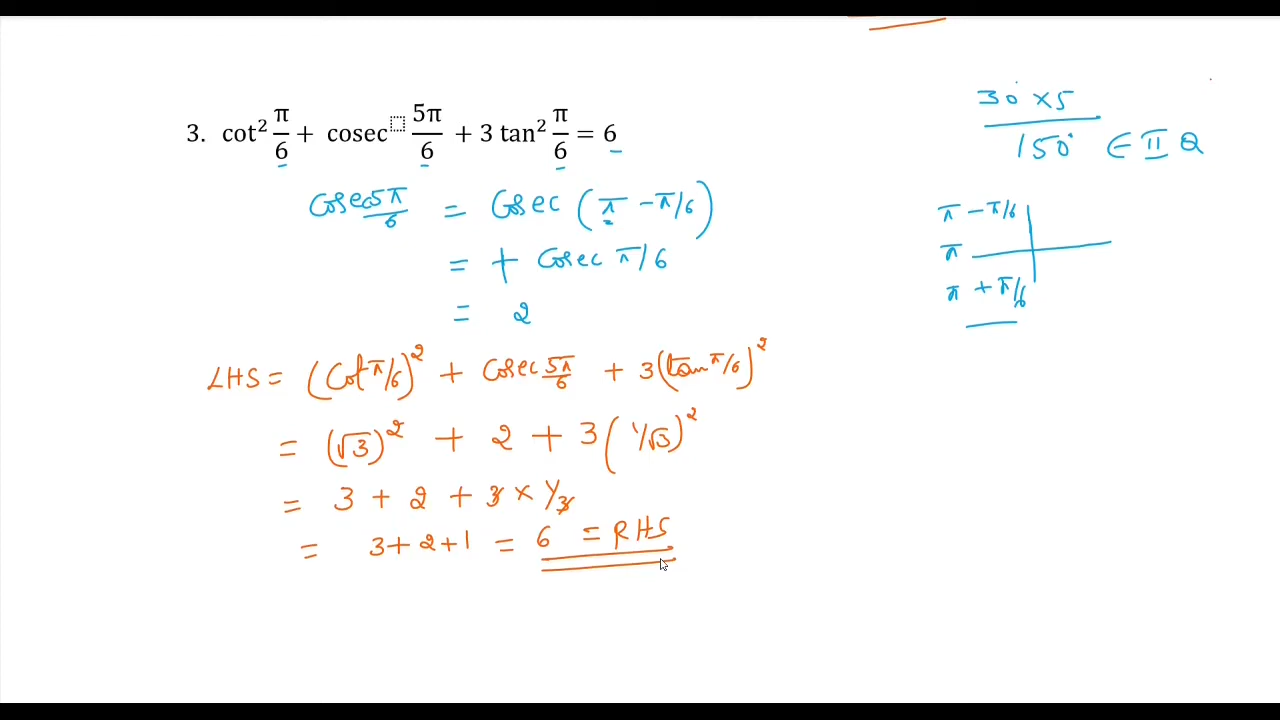 3. cot² π/6 + cosec 5π/6 + 3 tan² π/6 = 6
30° × 5
150° ∈ II Q
Cosec 5π/6 = Cosec (π − π/6)
= + Cosec π/6
= 2
π − π/6
π
π + π/6
LHS = (Cot π/6)² + Cosec 5π/6 + 3(tan π/6)²
= (√3)² + 2 + 3(1/√3)²
= 3 + 2 + 3 × 1/3
= 3+2+1 = 6 = RHS